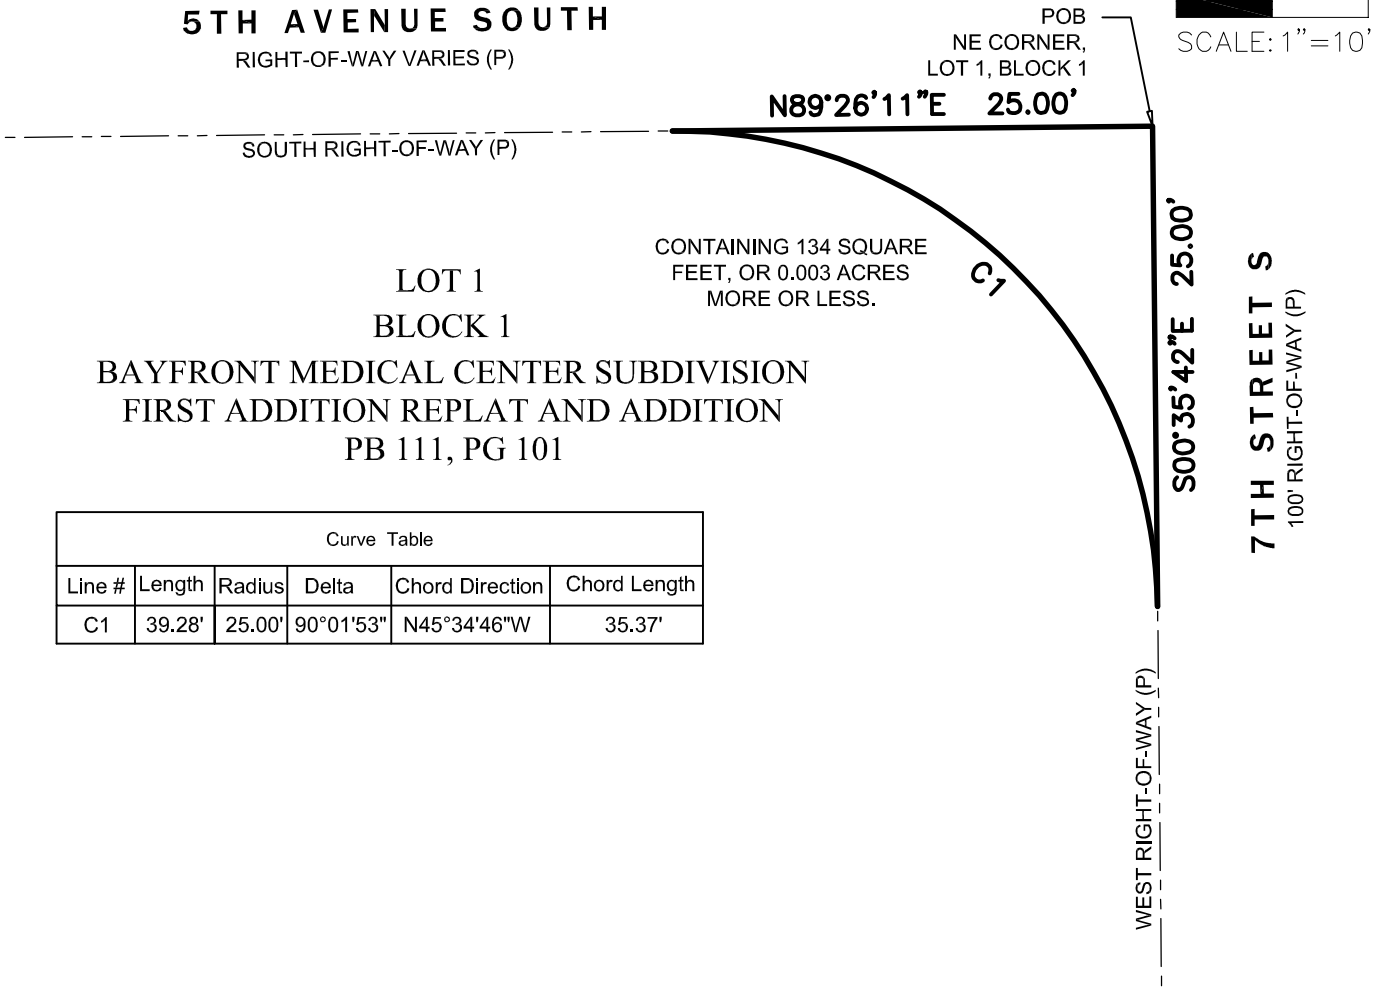 5TH AVENUE SOUTH
RIGHT-OF-WAY VARIES (P)
POB
NE CORNER,
LOT 1, BLOCK 1
SCALE: 1"=10'
N89°26'11"E 25.00'
SOUTH RIGHT-OF-WAY (P)
CONTAINING 134 SQUARE
FEET, OR 0.003 ACRES
MORE OR LESS.
C1
S00°35'42"E 25.00'
7TH STREET S
100' RIGHT-OF-WAY (P)
LOT 1
BLOCK 1
BAYFRONT MEDICAL CENTER SUBDIVISION
FIRST ADDITION REPLAT AND ADDITION
PB 111, PG 101
Curve Table
Line # Length Radius Delta Chord Direction Chord Length
C1 39.28' 25.00' 90°01'53" N45°34'46"W 35.37'
WEST RIGHT-OF-WAY (P)